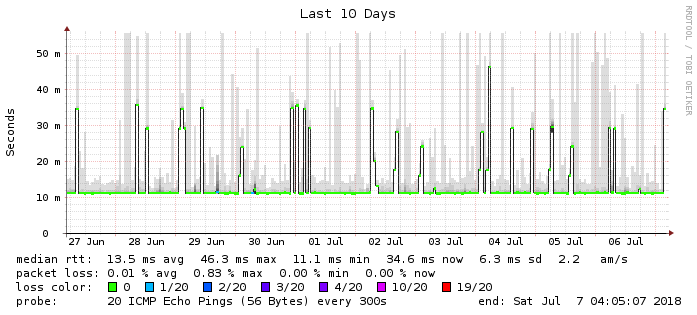 Last 10 Days
RRDTOOL / TOBI OETIKER
Seconds
50 m
40 m
30 m
20 m
10 m
0
27 Jun 28 Jun 29 Jun 30 Jun 01 Jul 02 Jul 03 Jul 04 Jul 05 Jul 06 Jul
median rtt: 13.5 ms avg 46.3 ms max 11.1 ms min 34.6 ms now 6.3 ms sd 2.2 am/s
packet loss: 0.01 % avg 0.83 % max 0.00 % min 0.00 % now
loss color: 0 1/20 2/20 3/20 4/20 10/20 19/20
probe: 20 ICMP Echo Pings (56 Bytes) every 300s end: Sat Jul 7 04:05:07 2018